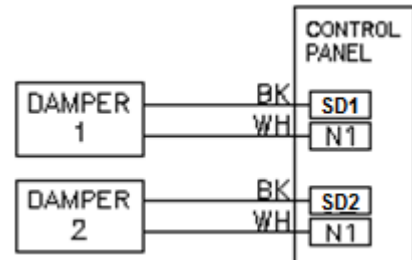 CONTROL
PANEL
DAMPER
1
BK
SD1
WH
N1
DAMPER
2
BK
SD2
WH
N1